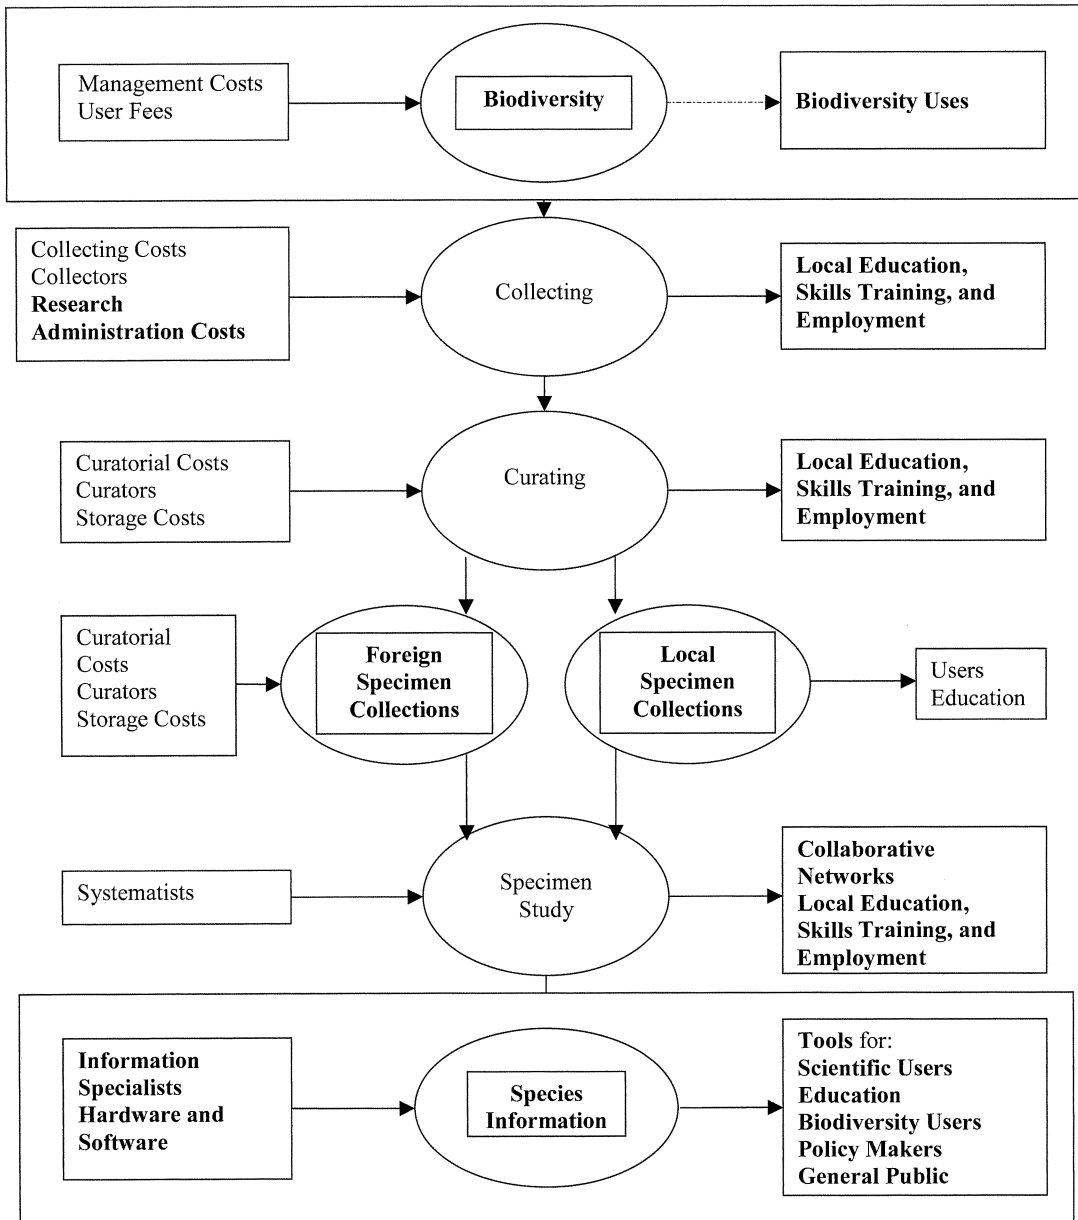 Management Costs
User Fees
Biodiversity
Biodiversity Uses
Collecting Costs
Collectors
Research
Administration Costs
Collecting
Local Education,
Skills Training, and
Employment
Curatorial Costs
Curators
Storage Costs
Curating
Local Education,
Skills Training, and
Employment
Curatorial
Costs
Curators
Storage Costs
Foreign
Specimen
Collections
Local
Specimen
Collections
Users
Education
Systematists
Specimen
Study
Collaborative
Networks
Local Education,
Skills Training, and
Employment
Information
Specialists
Hardware and
Software
Species
Information
Tools for:
Scientific Users
Education
Biodiversity Users
Policy Makers
General Public